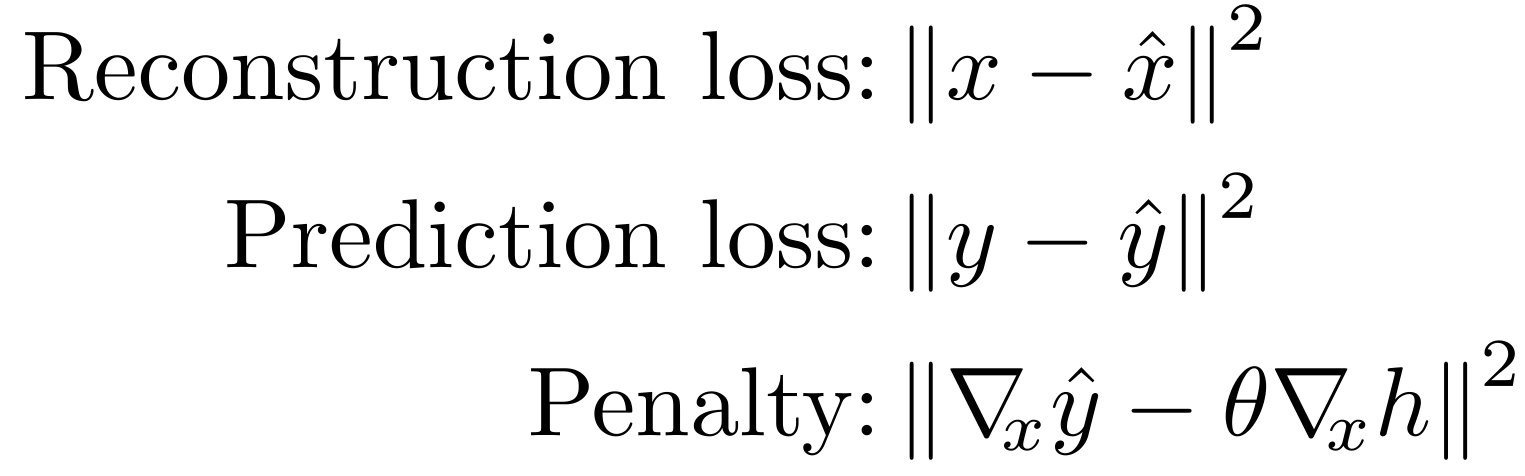 Reconstruction loss: ‖x − x̂‖²
Prediction loss: ‖y − ŷ‖²
Penalty: ‖∇ₓŷ − θ∇ₓh‖²